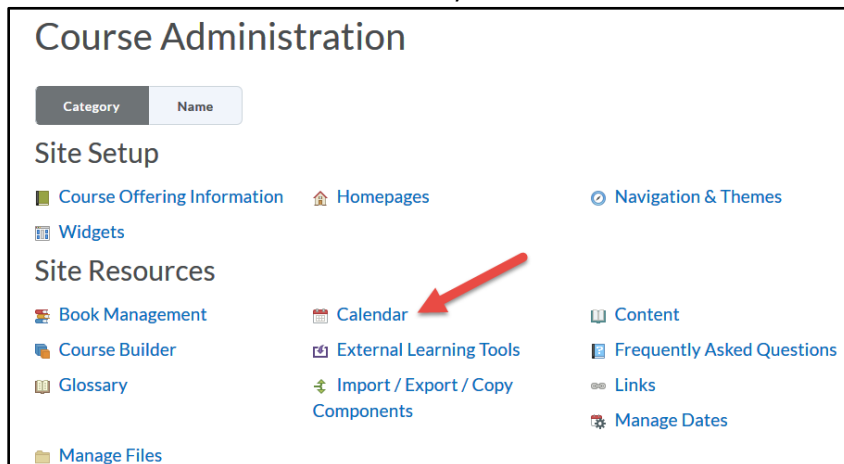 Course Administration
Category Name
Site Setup
Course Offering Information Homepages Navigation & Themes
Widgets
Site Resources
Book Management Calendar Content
Course Builder External Learning Tools Frequently Asked Questions
Glossary Import / Export / Copy Links
Components
Manage Dates
Manage Files